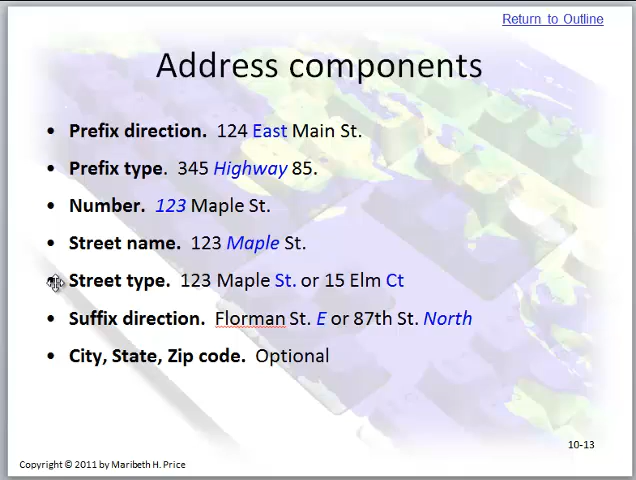 Return to Outline
Address components
• Prefix direction. 124 East Main St.
• Prefix type. 345 Highway 85.
• Number. 123 Maple St.
• Street name. 123 Maple St.
• Street type. 123 Maple St. or 15 Elm Ct
• Suffix direction. Florman St. E or 87th St. North
• City, State, Zip code. Optional
10-13
Copyright © 2011 by Maribeth H. Price